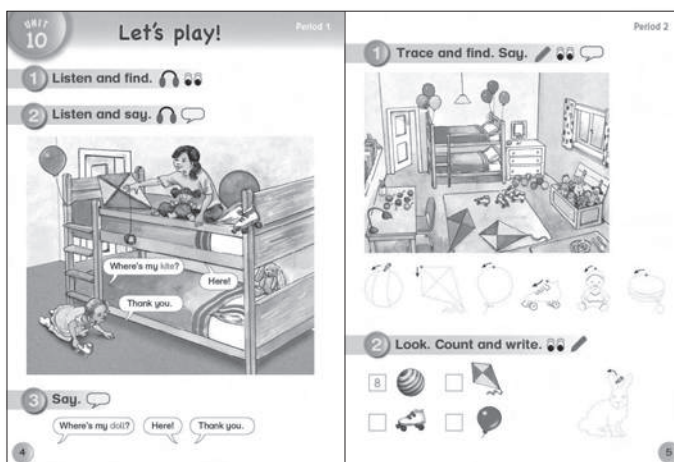 UNIT
10
Let's play!
Period 1
1 Listen and find.
2 Listen and say.
Where's my kite?
Here!
Thank you.
3 Say.
Where's my doll?
Here!
Thank you.
4
Period 2
1 Trace and find. Say.
2 Look. Count and write.
8
5